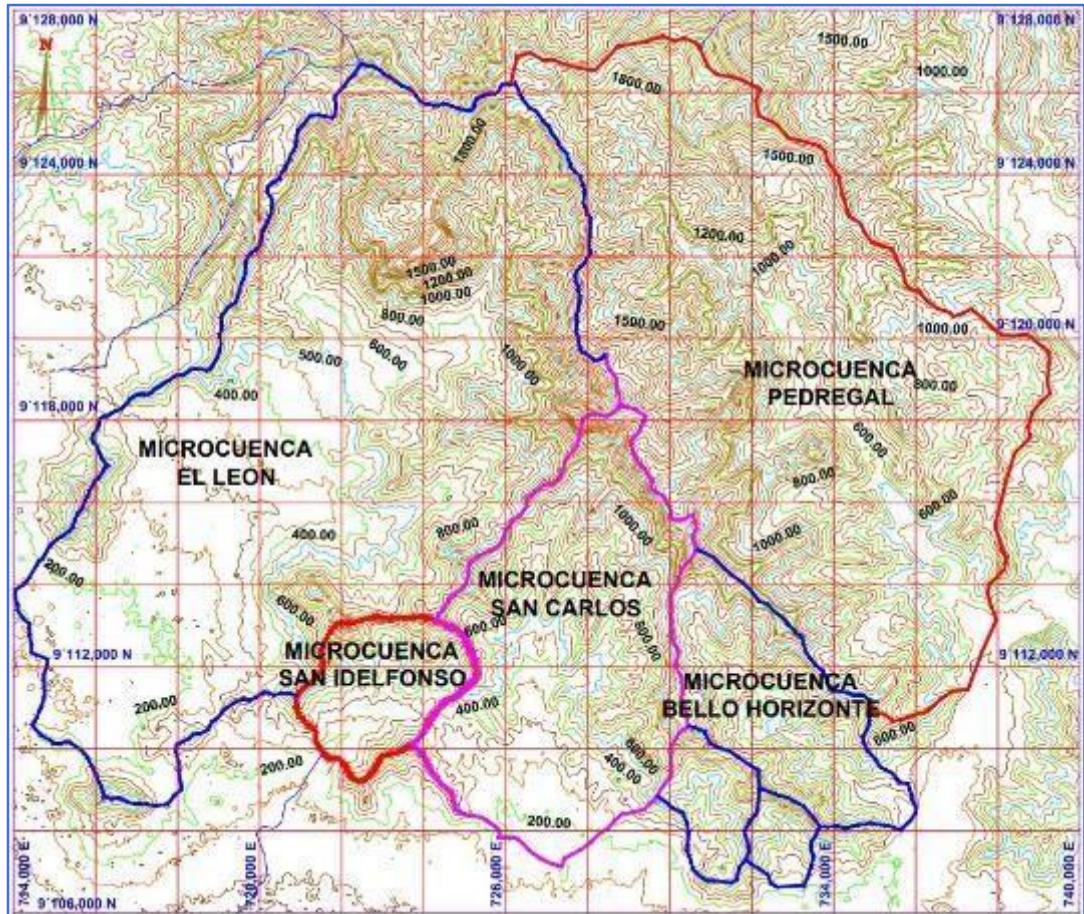 9´128,000 N
9´128,000 N
N
1500.00
1000.00
1800.00
1800.00
9´124,000 N
1500.00
9´124,000 N
1200.00
1000.00
1500.00
1200.00
1000.00
800.00
1500.00
1000.00
9´120,000 N
500.00
600.00
1000.00
MICROCUENCA
PEDREGAL
800.00
400.00
9´118,000 N
MICROCUENCA
EL LEON
600.00
800.00
600.00
800.00
400.00
1000.00
1000.00
200.00
MICROCUENCA
SAN CARLOS
600.00
600.00
600.00
9´112,000 N
MICROCUENCA
SAN IDELFONSO
9´112,000 N
MICROCUENCA
BELLO HORIZONTE
200.00
400.00
600.00
200.00
600.00
400.00
200.00
714,000 E
720,000 E
726,000 E
734,000 E
740,000 E
9´106,000 N